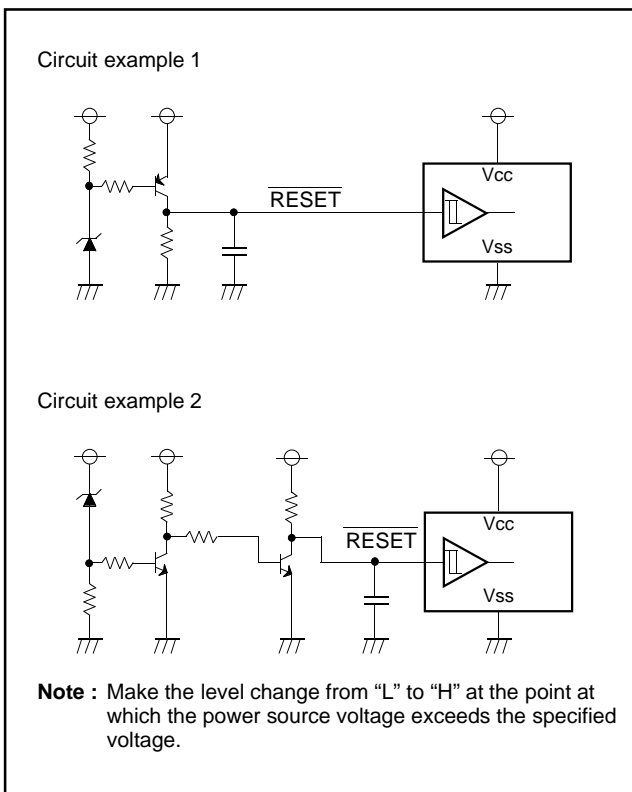 Circuit example 1
RESET
Vcc
Vss
Circuit example 2
RESET
Vcc
Vss
Note : Make the level change from “L” to “H” at the point at
which the power source voltage exceeds the specified
voltage.